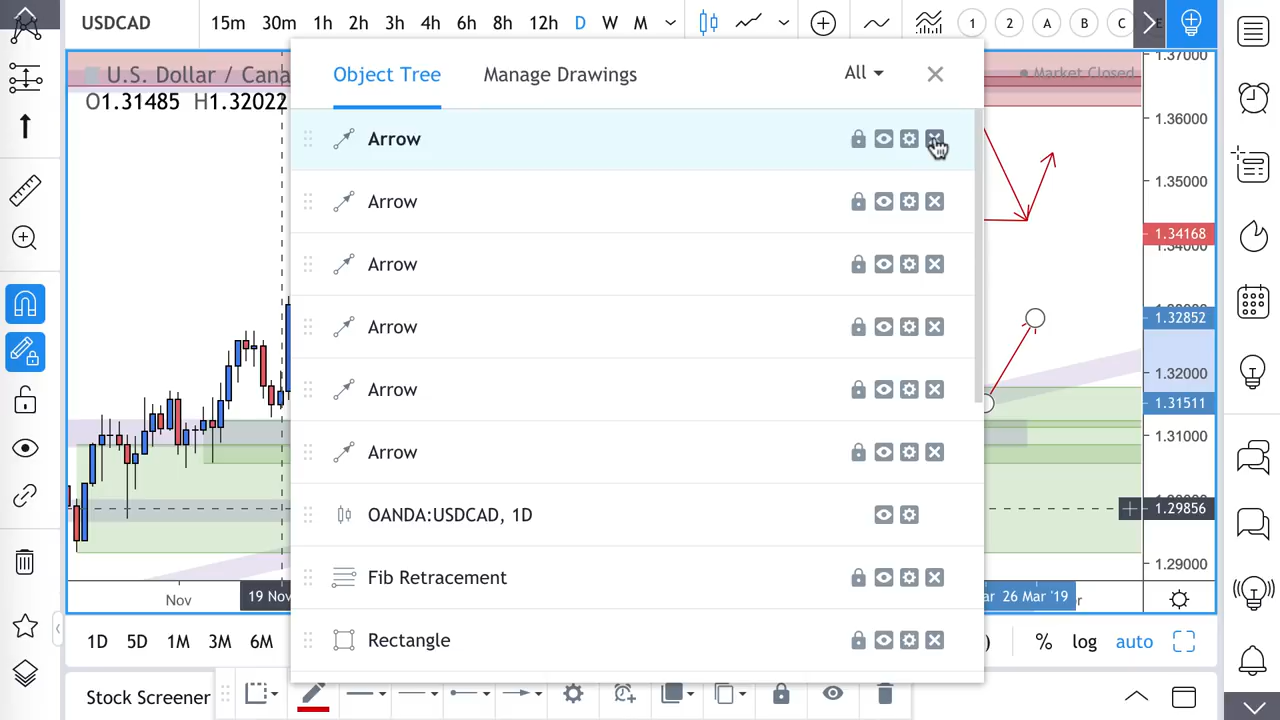 USDCAD 15m 30m 1h 2h 3h 4h 6h 8h 12h D W M 1 2 A B C E
U.S. Dollar / Cana
Market Closed
O1.31485 H1.32022
Object Tree Manage Drawings All
Arrow
Arrow
Arrow
Arrow
Arrow
Arrow
OANDA:USDCAD, 1D
Fib Retracement
Rectangle
1.37000
1.36000
1.35000
1.34168
1.34000
1.32852
1.32000
1.31511
1.31000
1.29856
1.29000
Nov 19 Nov ar 26 Mar '19 r
1D 5D 1M 3M 6M ) % log auto
Stock Screener